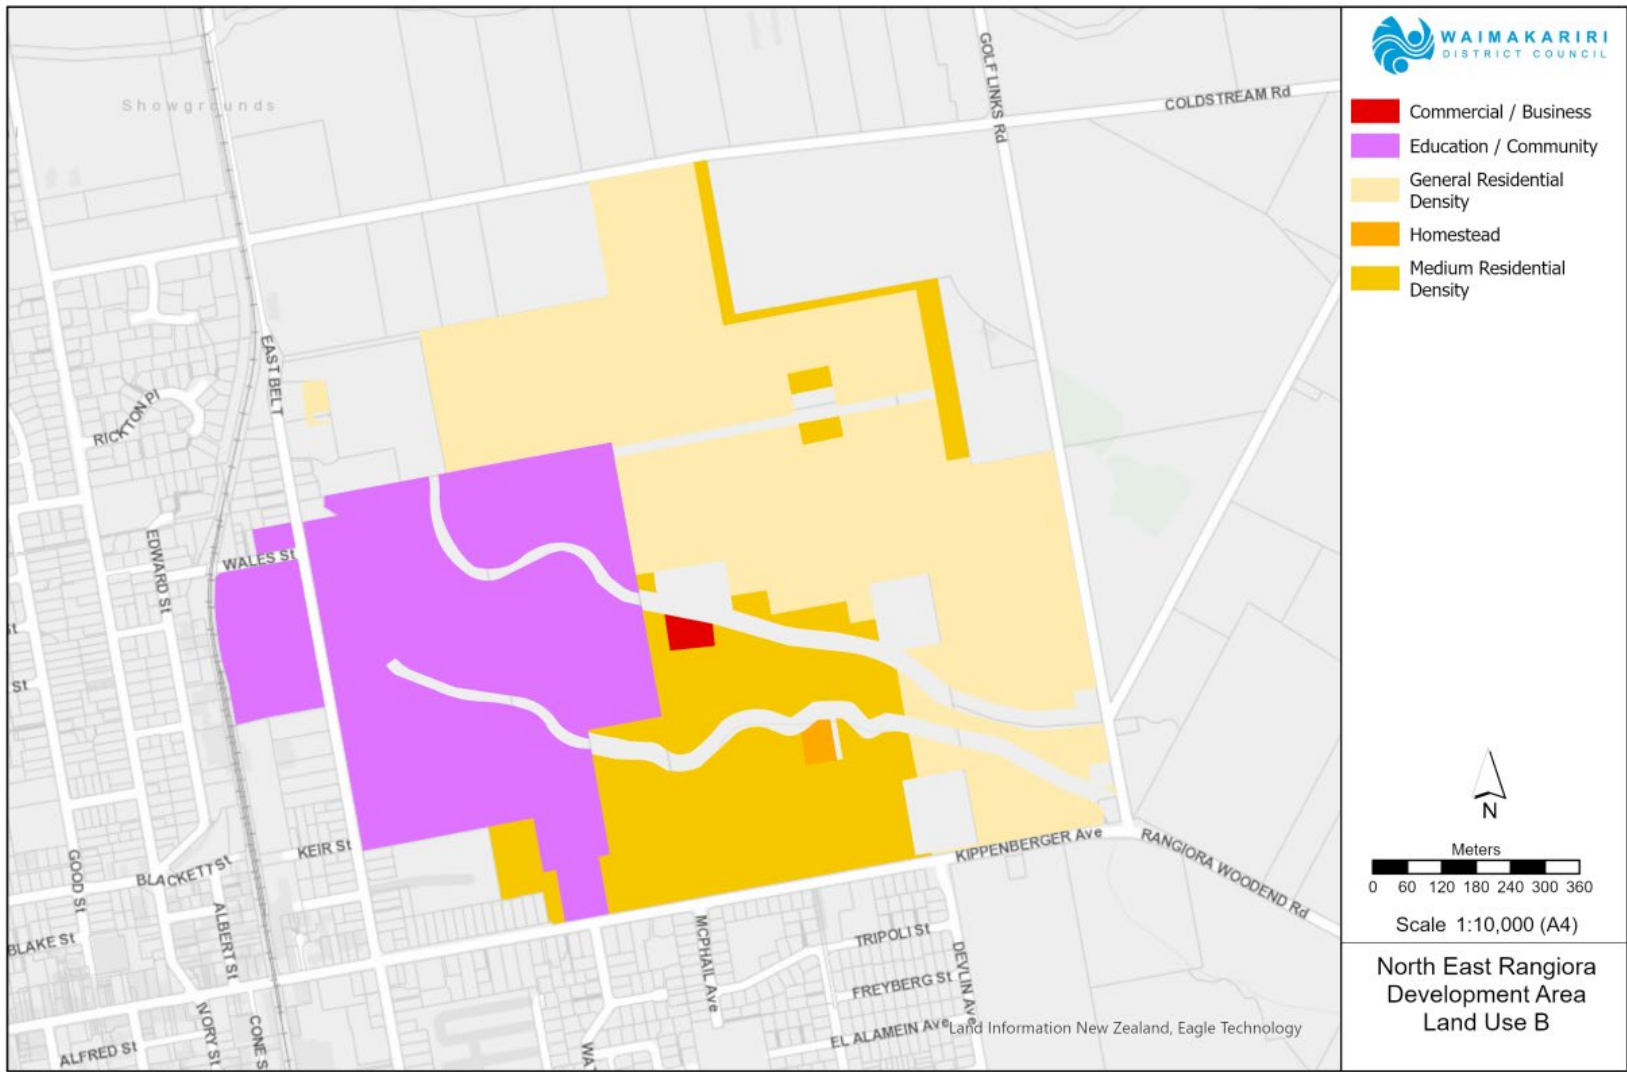 WAIMAKARIRI
DISTRICT COUNCIL
Commercial / Business
Education / Community
General Residential
Density
Homestead
Medium Residential
Density
N
Meters
0 60 120 180 240 300 360
Scale 1:10,000 (A4)
North East Rangiora
Development Area
Land Use B
Showgrounds
GOLF LINKS Rd
COLDSTREAM Rd
EAST BELT
RICKTON Pl
EDWARD St
WALES St
St
St
KEIR St
BLACKETT St
GOOD St
ALBERT St
BLAKE St
IVORY St
CONE S
ALFRED St
KIPPENBERGER Ave
RANGIORA WOODEND Rd
MCPHAIL Ave
TRIPOLI St
DEVLIN Ave
FREYBERG St
EL ALAMEIN Ave
WA
Land Information New Zealand, Eagle Technology